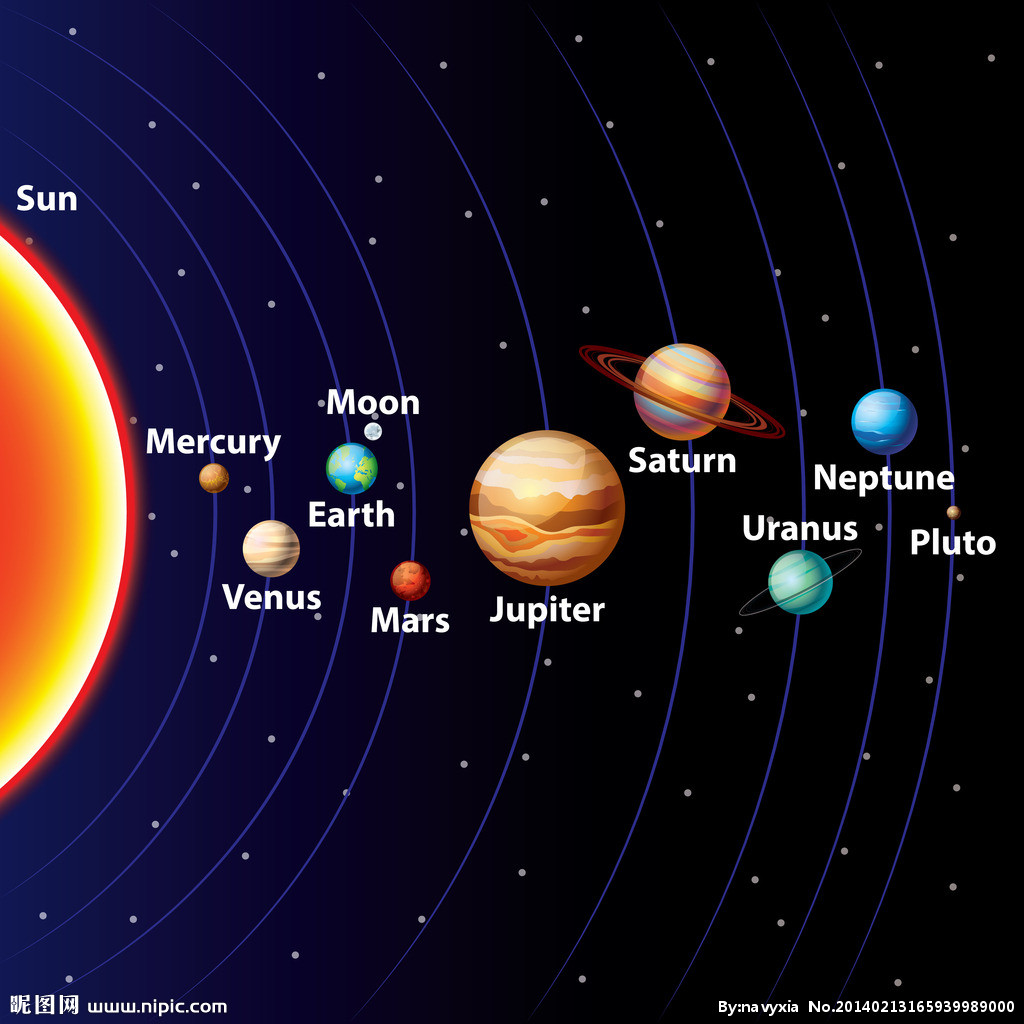 Sun
Mercury
Venus
Moon
Earth
Mars
Jupiter
Saturn
Uranus
Neptune
Pluto
昵图网 www.nipic.com
By:navyxia No.20140213165939989000